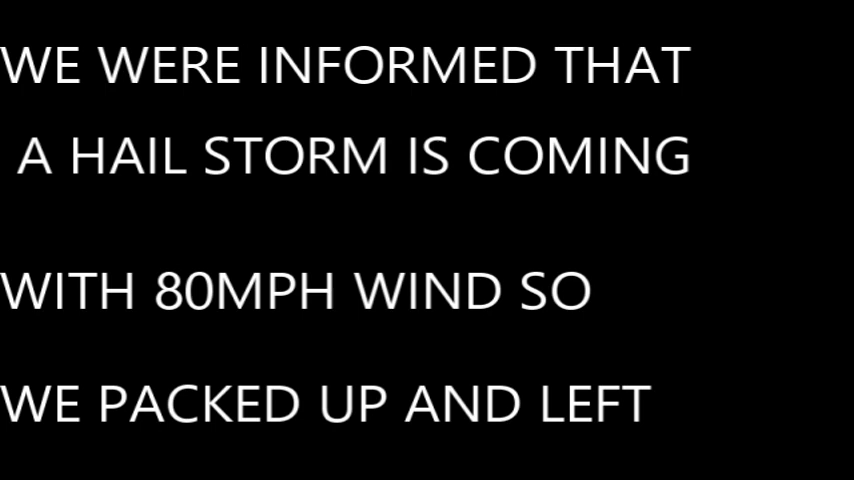 WE WERE INFORMED THAT
A HAIL STORM IS COMING
WITH 80MPH WIND SO
WE PACKED UP AND LEFT